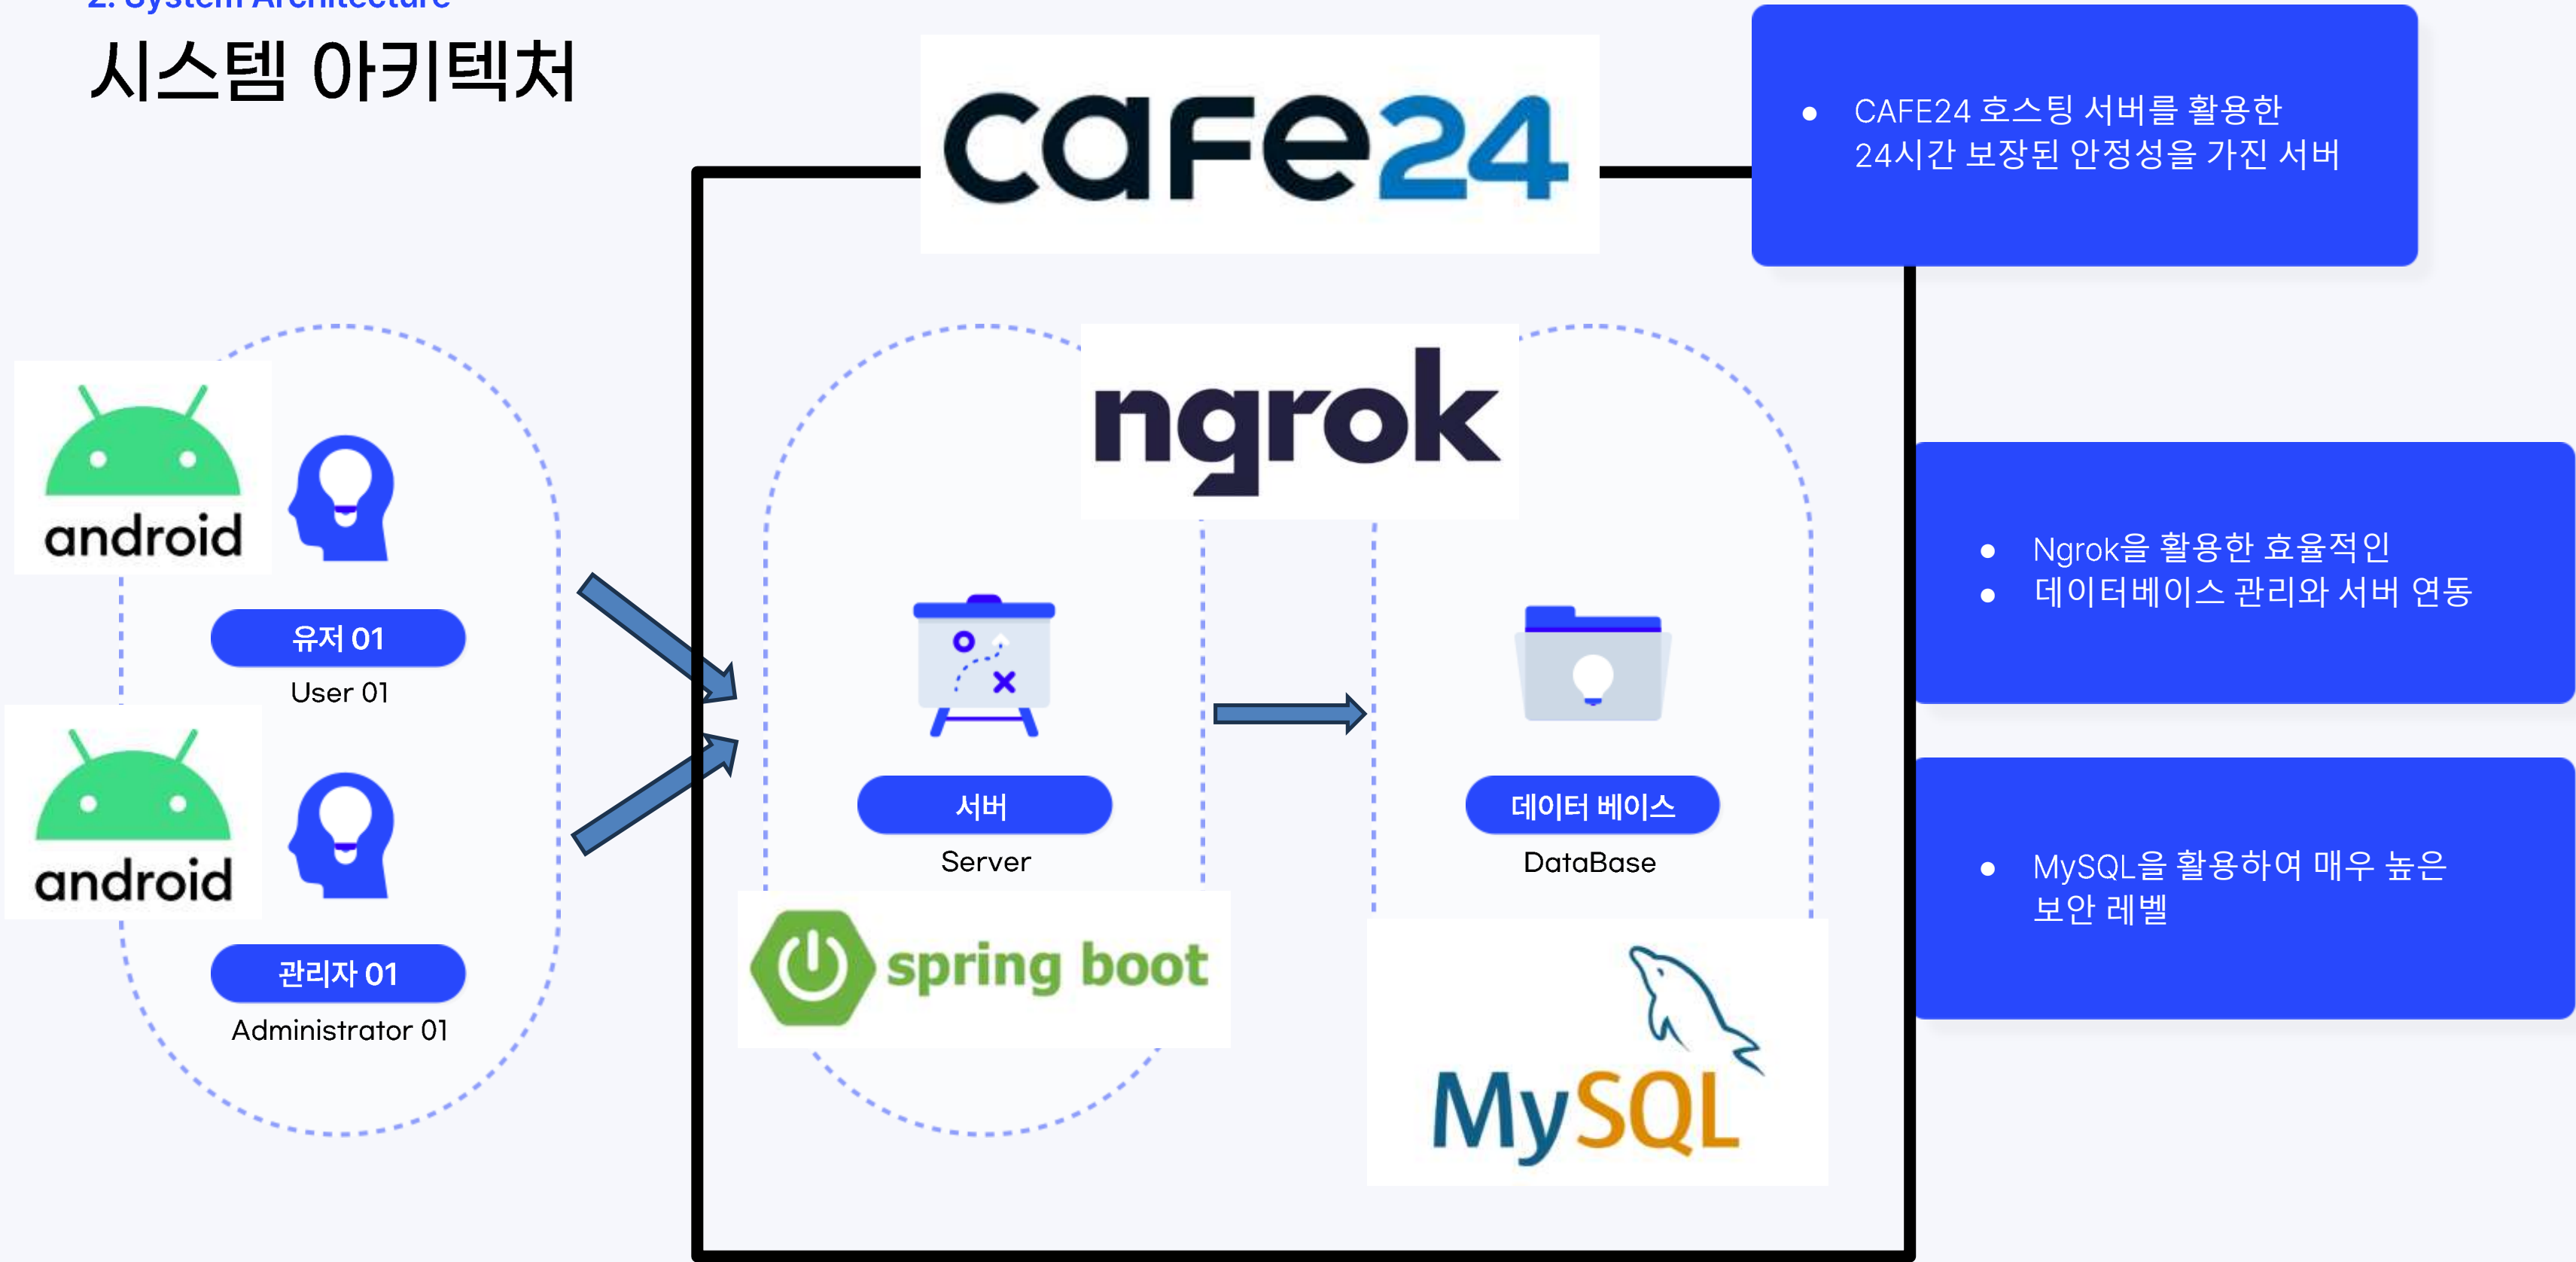 2. System Architecture
시스템 아키텍처
cafe24
CAFE24 호스팅 서버를 활용한
24시간 보장된 안정성을 가진 서버
android
유저 01
User 01
android
관리자 01
Administrator 01
ngrok
서버
Server
spring boot
데이터 베이스
DataBase
MySQL
Ngrok을 활용한 효율적인
데이터베이스 관리와 서버 연동
MySQL을 활용하여 매우 높은
보안 레벨